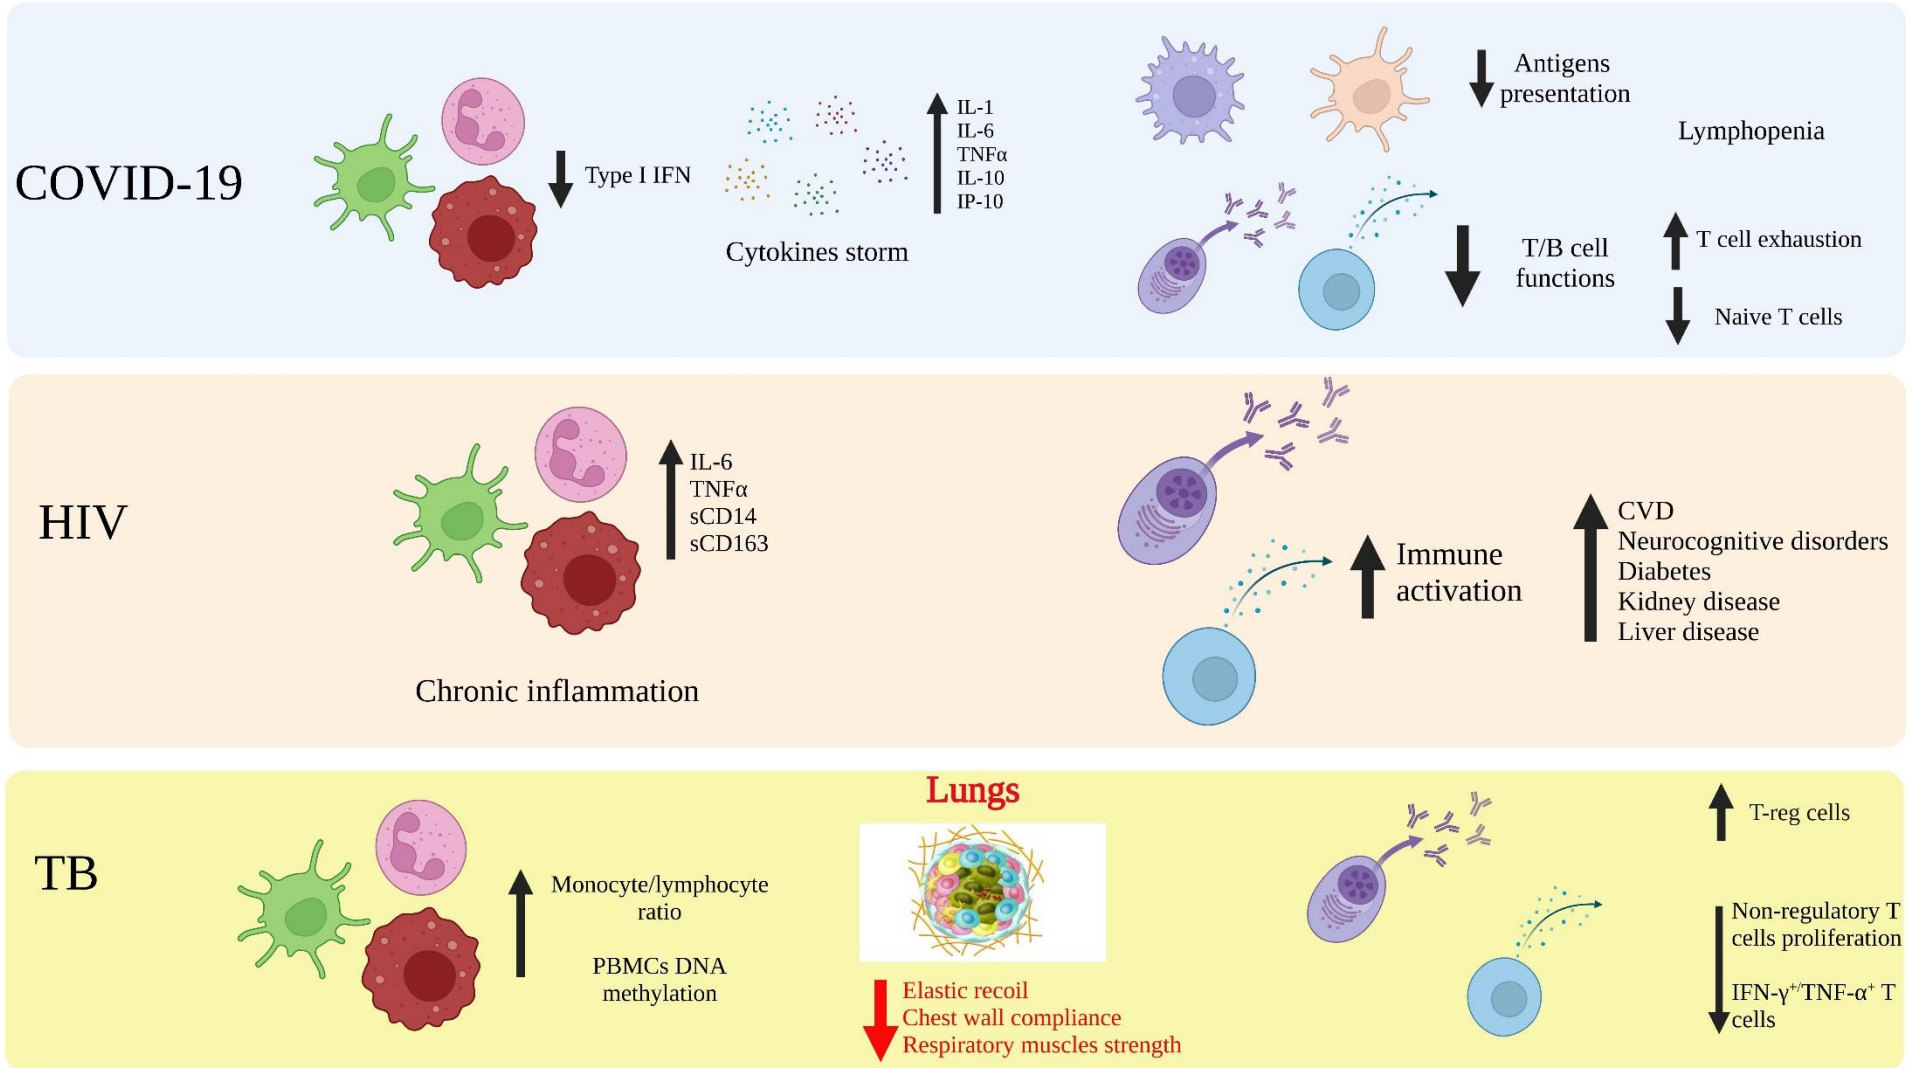 COVID-19
Type I IFN
Cytokines storm
IL-1
IL-6
TNFα
IL-10
IP-10
Antigens
presentation
Lymphopenia
T/B cell
functions
T cell exhaustion
Naive T cells
HIV
IL-6
TNFα
sCD14
sCD163
Chronic inflammation
Immune
activation
CVD
Neurocognitive disorders
Diabetes
Kidney disease
Liver disease
TB
Monocyte/lymphocyte
ratio
PBMCs DNA
methylation
Lungs
Elastic recoil
Chest wall compliance
Respiratory muscles strength
T-reg cells
Non-regulatory T
cells proliferation
IFN-γ⁺/TNF-α⁺ T
cells